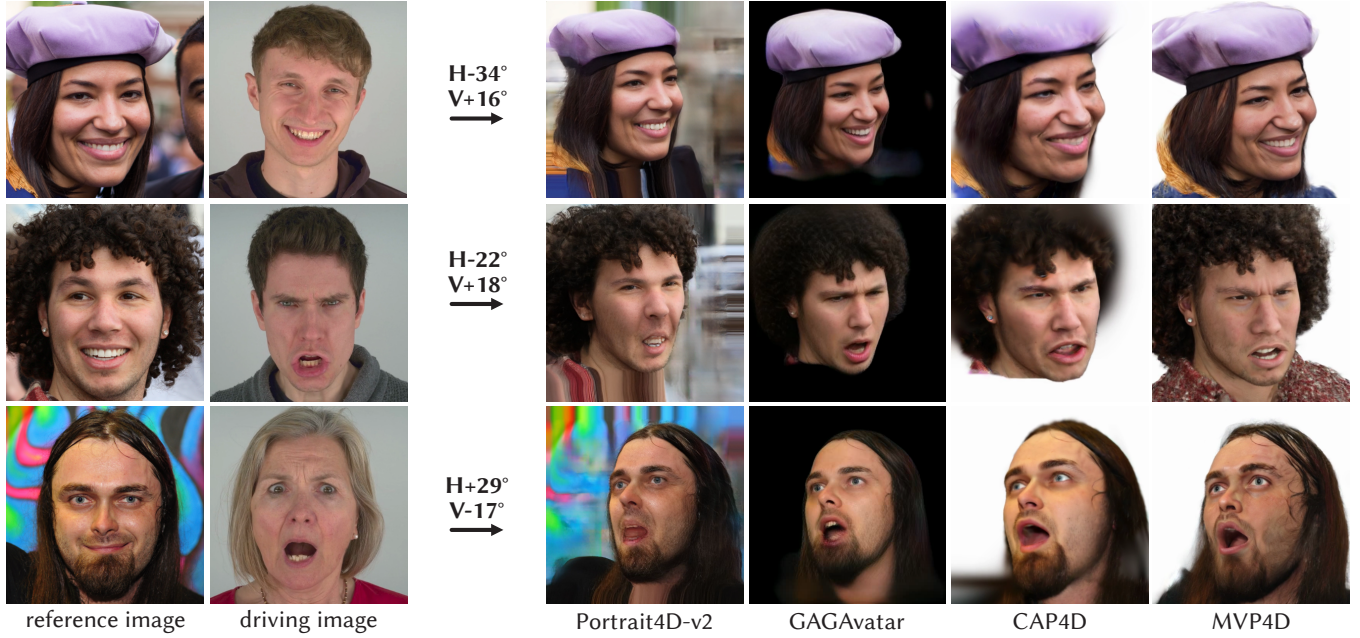 H-34°
V+16°
H-22°
V+18°
H+29°
V-17°
reference image
driving image
Portrait4D-v2
GAGAvatar
CAP4D
MVP4D